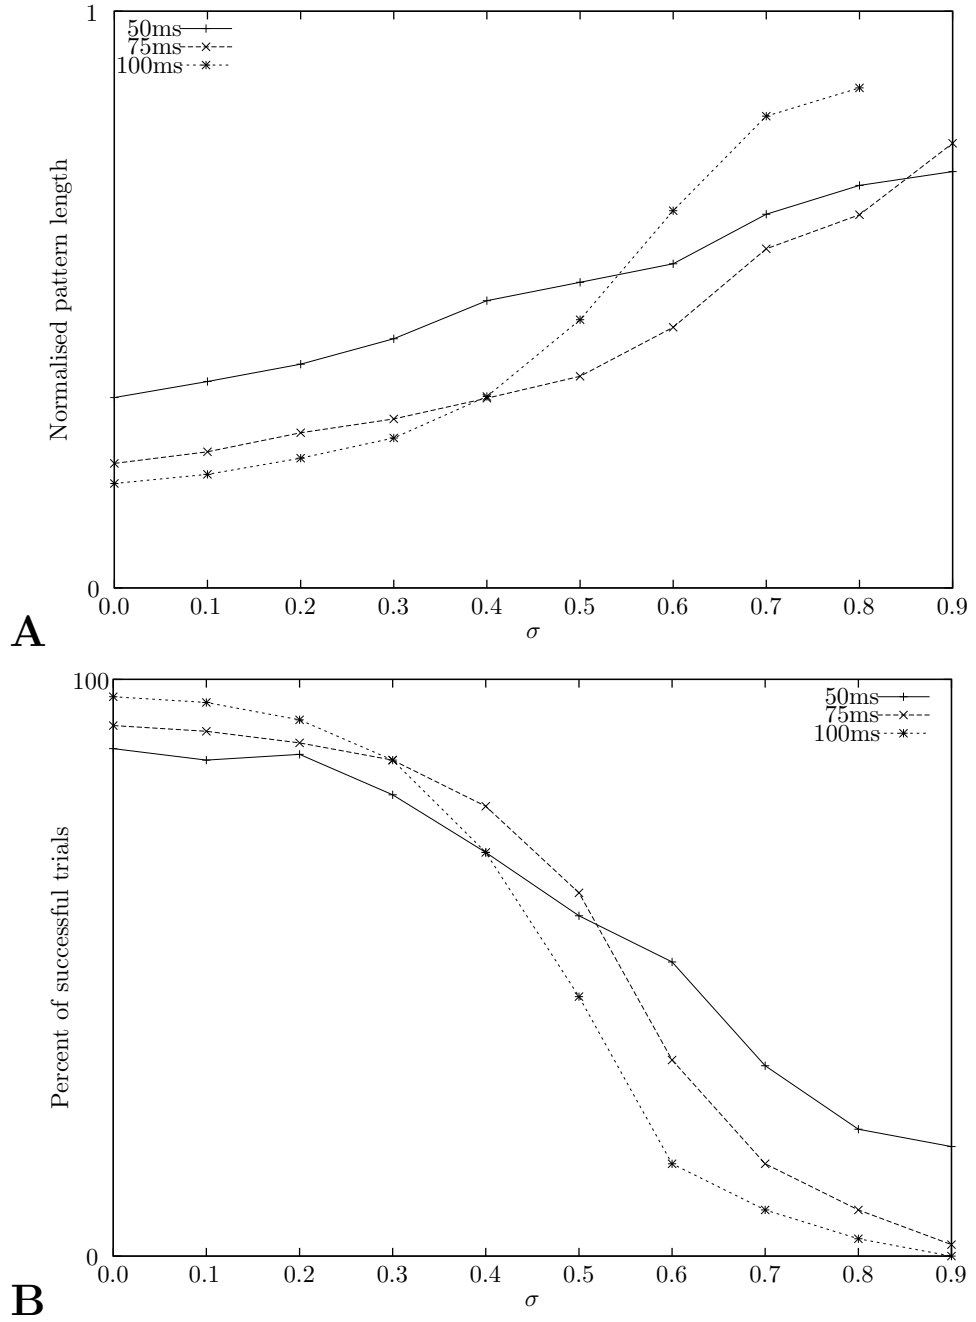 1
50ms
75ms
100ms
Normalised pattern length
0
0.0 0.1 0.2 0.3 0.4 0.5 0.6 0.7 0.8 0.9
σ
A
100
50ms
75ms
100ms
Percent of successful trials
0
0.0 0.1 0.2 0.3 0.4 0.5 0.6 0.7 0.8 0.9
σ
B